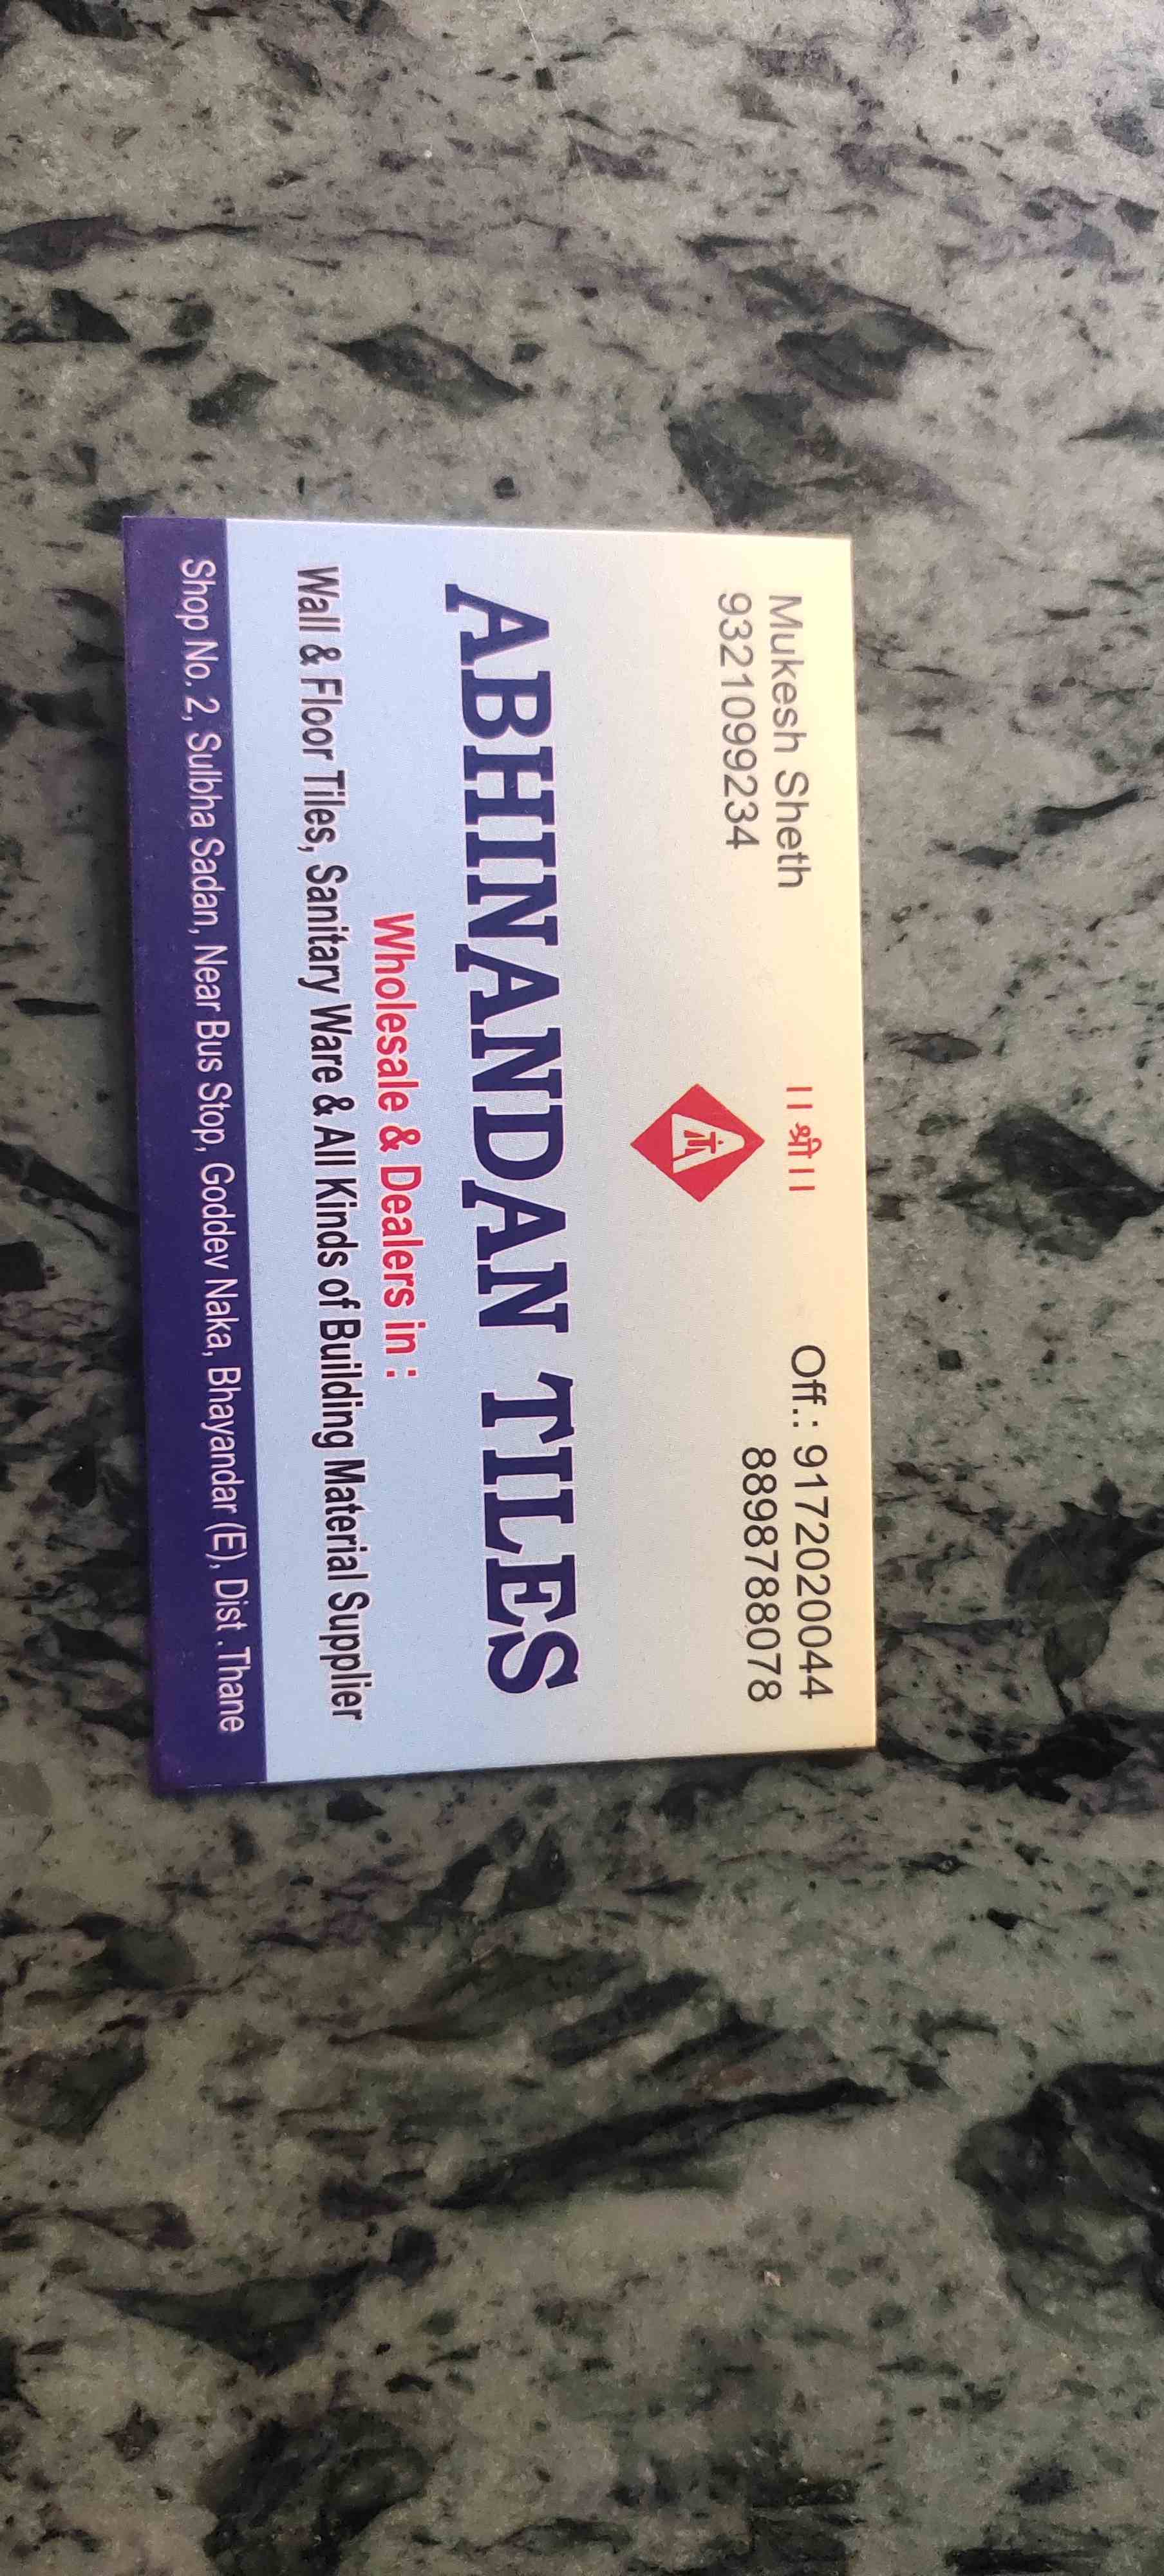 ।। श्री ।।
Mukesh Sheth
9321099234
Off.: 9172020044
8898788078
ABHINANDAN TILES
Wholesale & Dealers in :
Wall & Floor Tiles, Sanitary Ware & All Kinds of Building Material Supplier
Shop No. 2, Sulbha Sadan, Near Bus Stop, Goddev Naka, Bhayandar (E), Dist .Thane